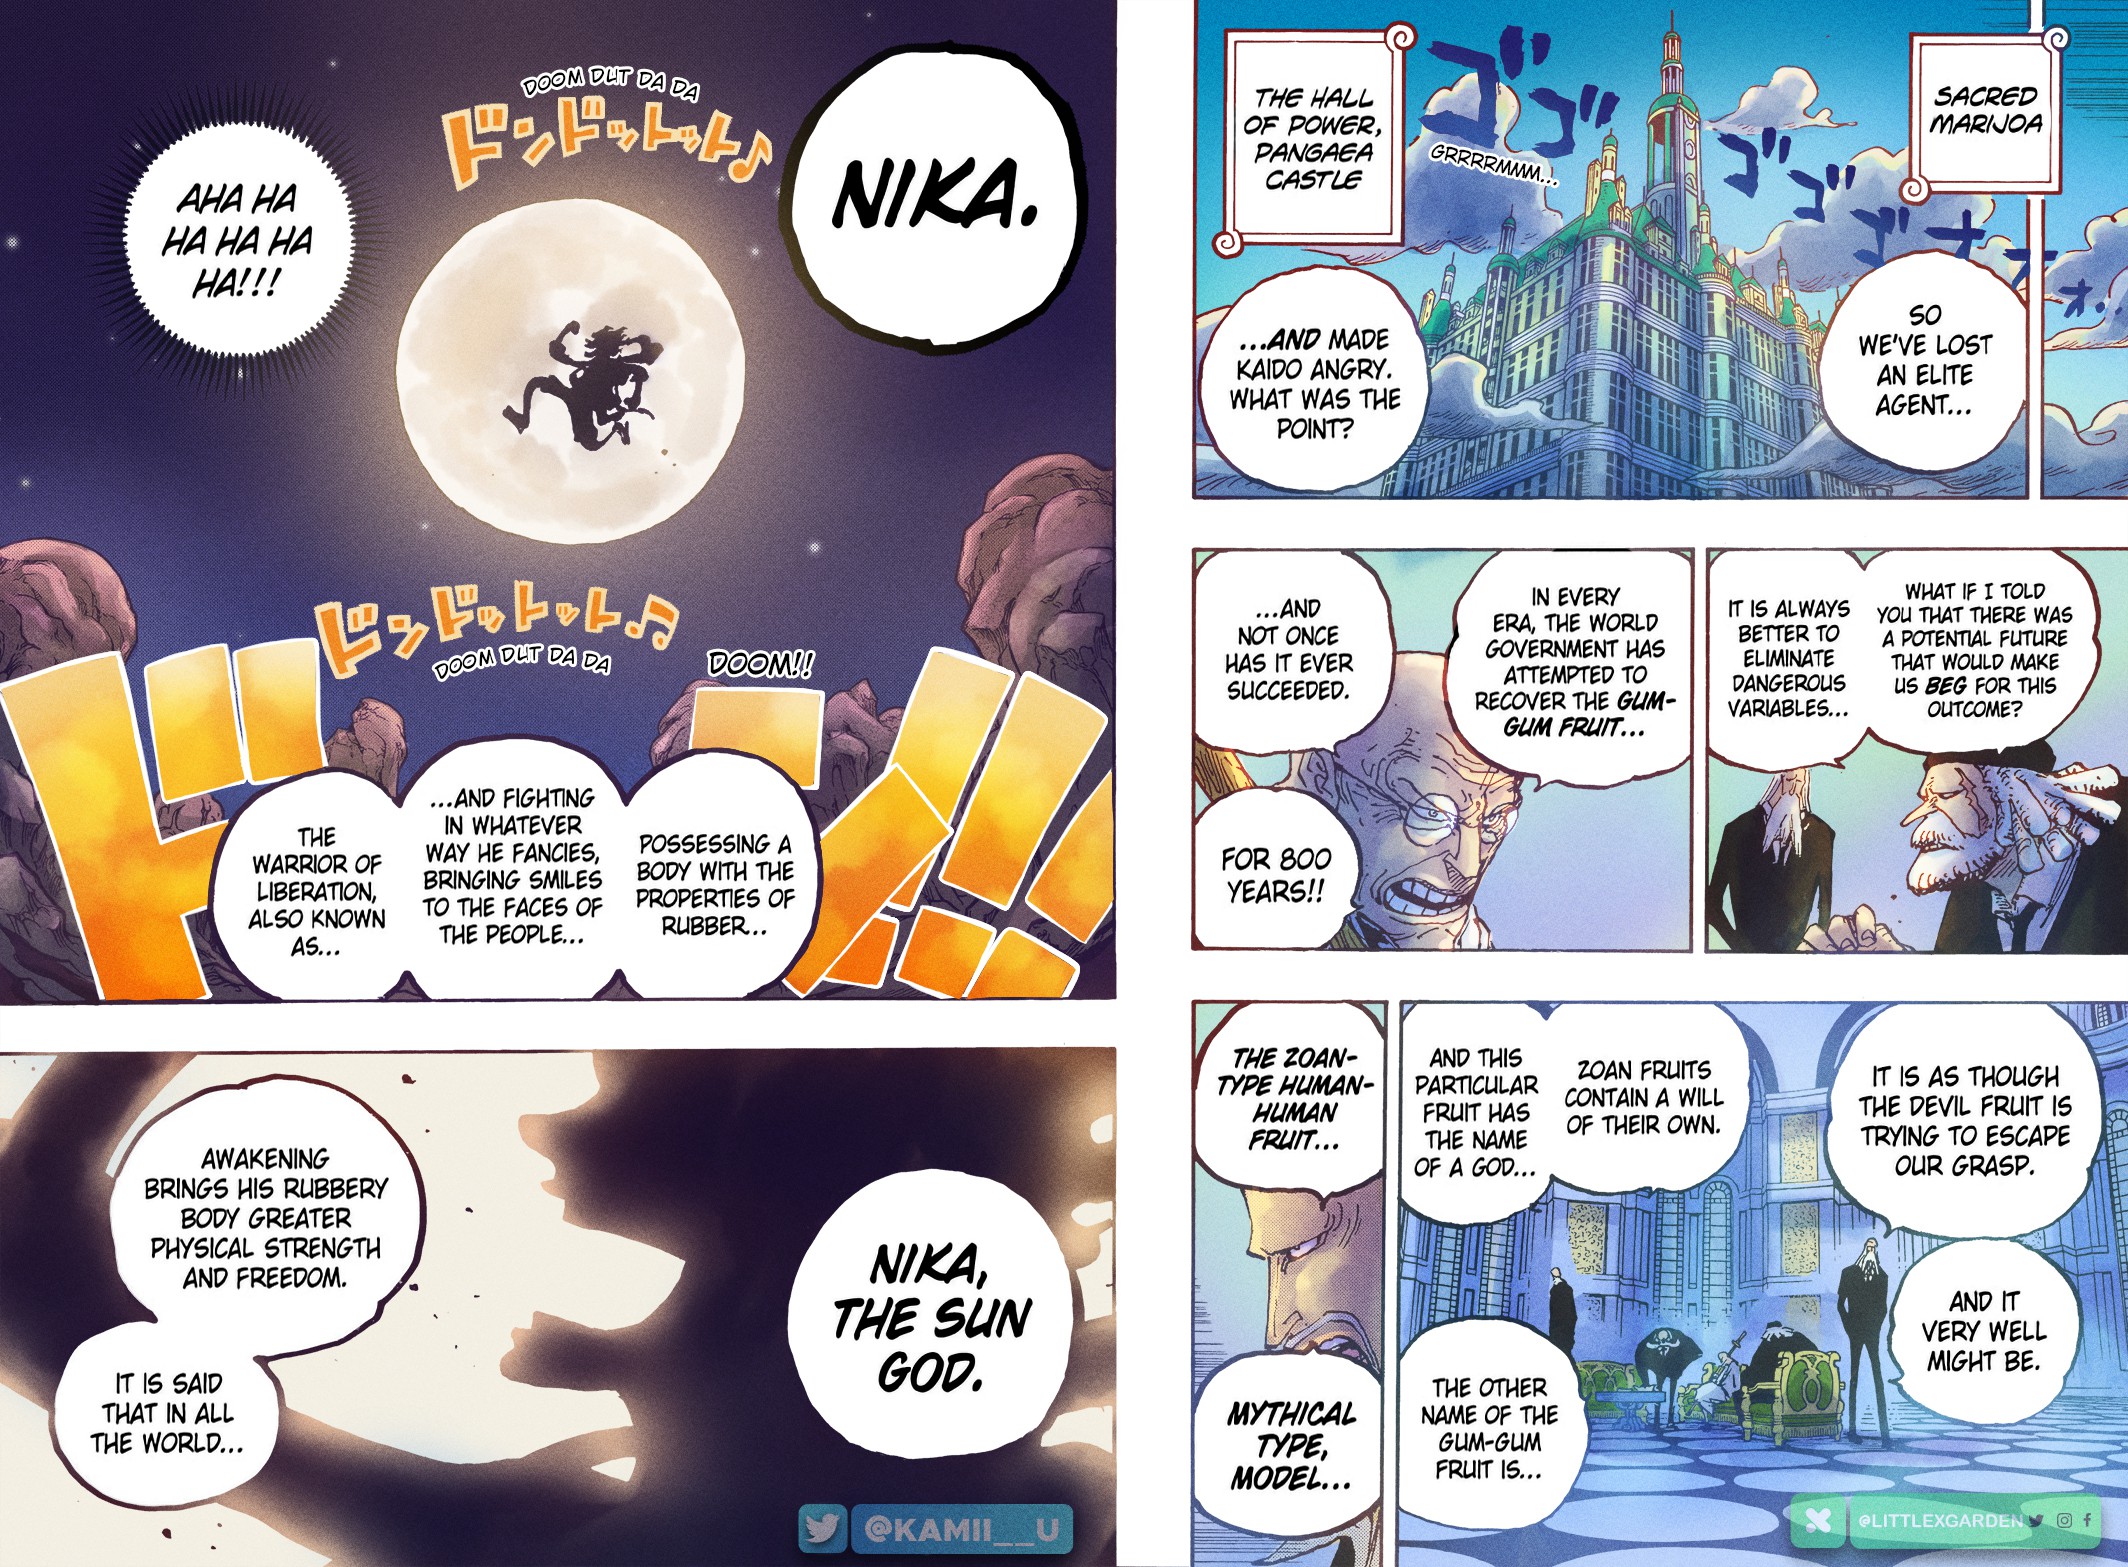 SACRED
MARIJOA
THE HALL
OF POWER,
PANGAEA
CASTLE
ゴゴ
GRRRRMMM...
ゴゴゴオオォ..
SO
WE'VE LOST
AN ELITE
AGENT...
...AND MADE
KAIDO ANGRY.
WHAT WAS THE
POINT?
WHAT IF I TOLD
YOU THAT THERE WAS
A POTENTIAL FUTURE
THAT WOULD MAKE
US BEG FOR THIS
OUTCOME?
IT IS ALWAYS
BETTER TO
ELIMINATE
DANGEROUS
VARIABLES...
IN EVERY
ERA, THE WORLD
GOVERNMENT HAS
ATTEMPTED TO
RECOVER THE GUM-
GUM FRUIT...
...AND
NOT ONCE
HAS IT EVER
SUCCEEDED.
FOR 800
YEARS!!
IT IS AS THOUGH
THE DEVIL FRUIT IS
TRYING TO ESCAPE
OUR GRASP.
AND IT
VERY WELL
MIGHT BE.
ZOAN FRUITS
CONTAIN A WILL
OF THEIR OWN.
AND THIS
PARTICULAR
FRUIT HAS
THE NAME
OF A GOD...
THE OTHER
NAME OF THE
GUM-GUM
FRUIT IS...
THE ZOAN-
TYPE HUMAN-
HUMAN
FRUIT...
MYTHICAL
TYPE,
MODEL...
@LITTLEXGARDEN
NIKA.
DOOM DUT DA DA
ドンドットット♪
AHA HA
HA HA HA
HA!!!
ドンドットット♫
DOOM DUT DA DA
DOOM!!
ドン!!
POSSESSING A
BODY WITH THE
PROPERTIES OF
RUBBER...
...AND FIGHTING
IN WHATEVER
WAY HE FANCIES,
BRINGING SMILES
TO THE FACES OF
THE PEOPLE...
THE
WARRIOR OF
LIBERATION,
ALSO KNOWN
AS...
NIKA,
THE SUN
GOD.
AWAKENING
BRINGS HIS RUBBERY
BODY GREATER
PHYSICAL STRENGTH
AND FREEDOM.
IT IS SAID
THAT IN ALL
THE WORLD...
@KAMII__U